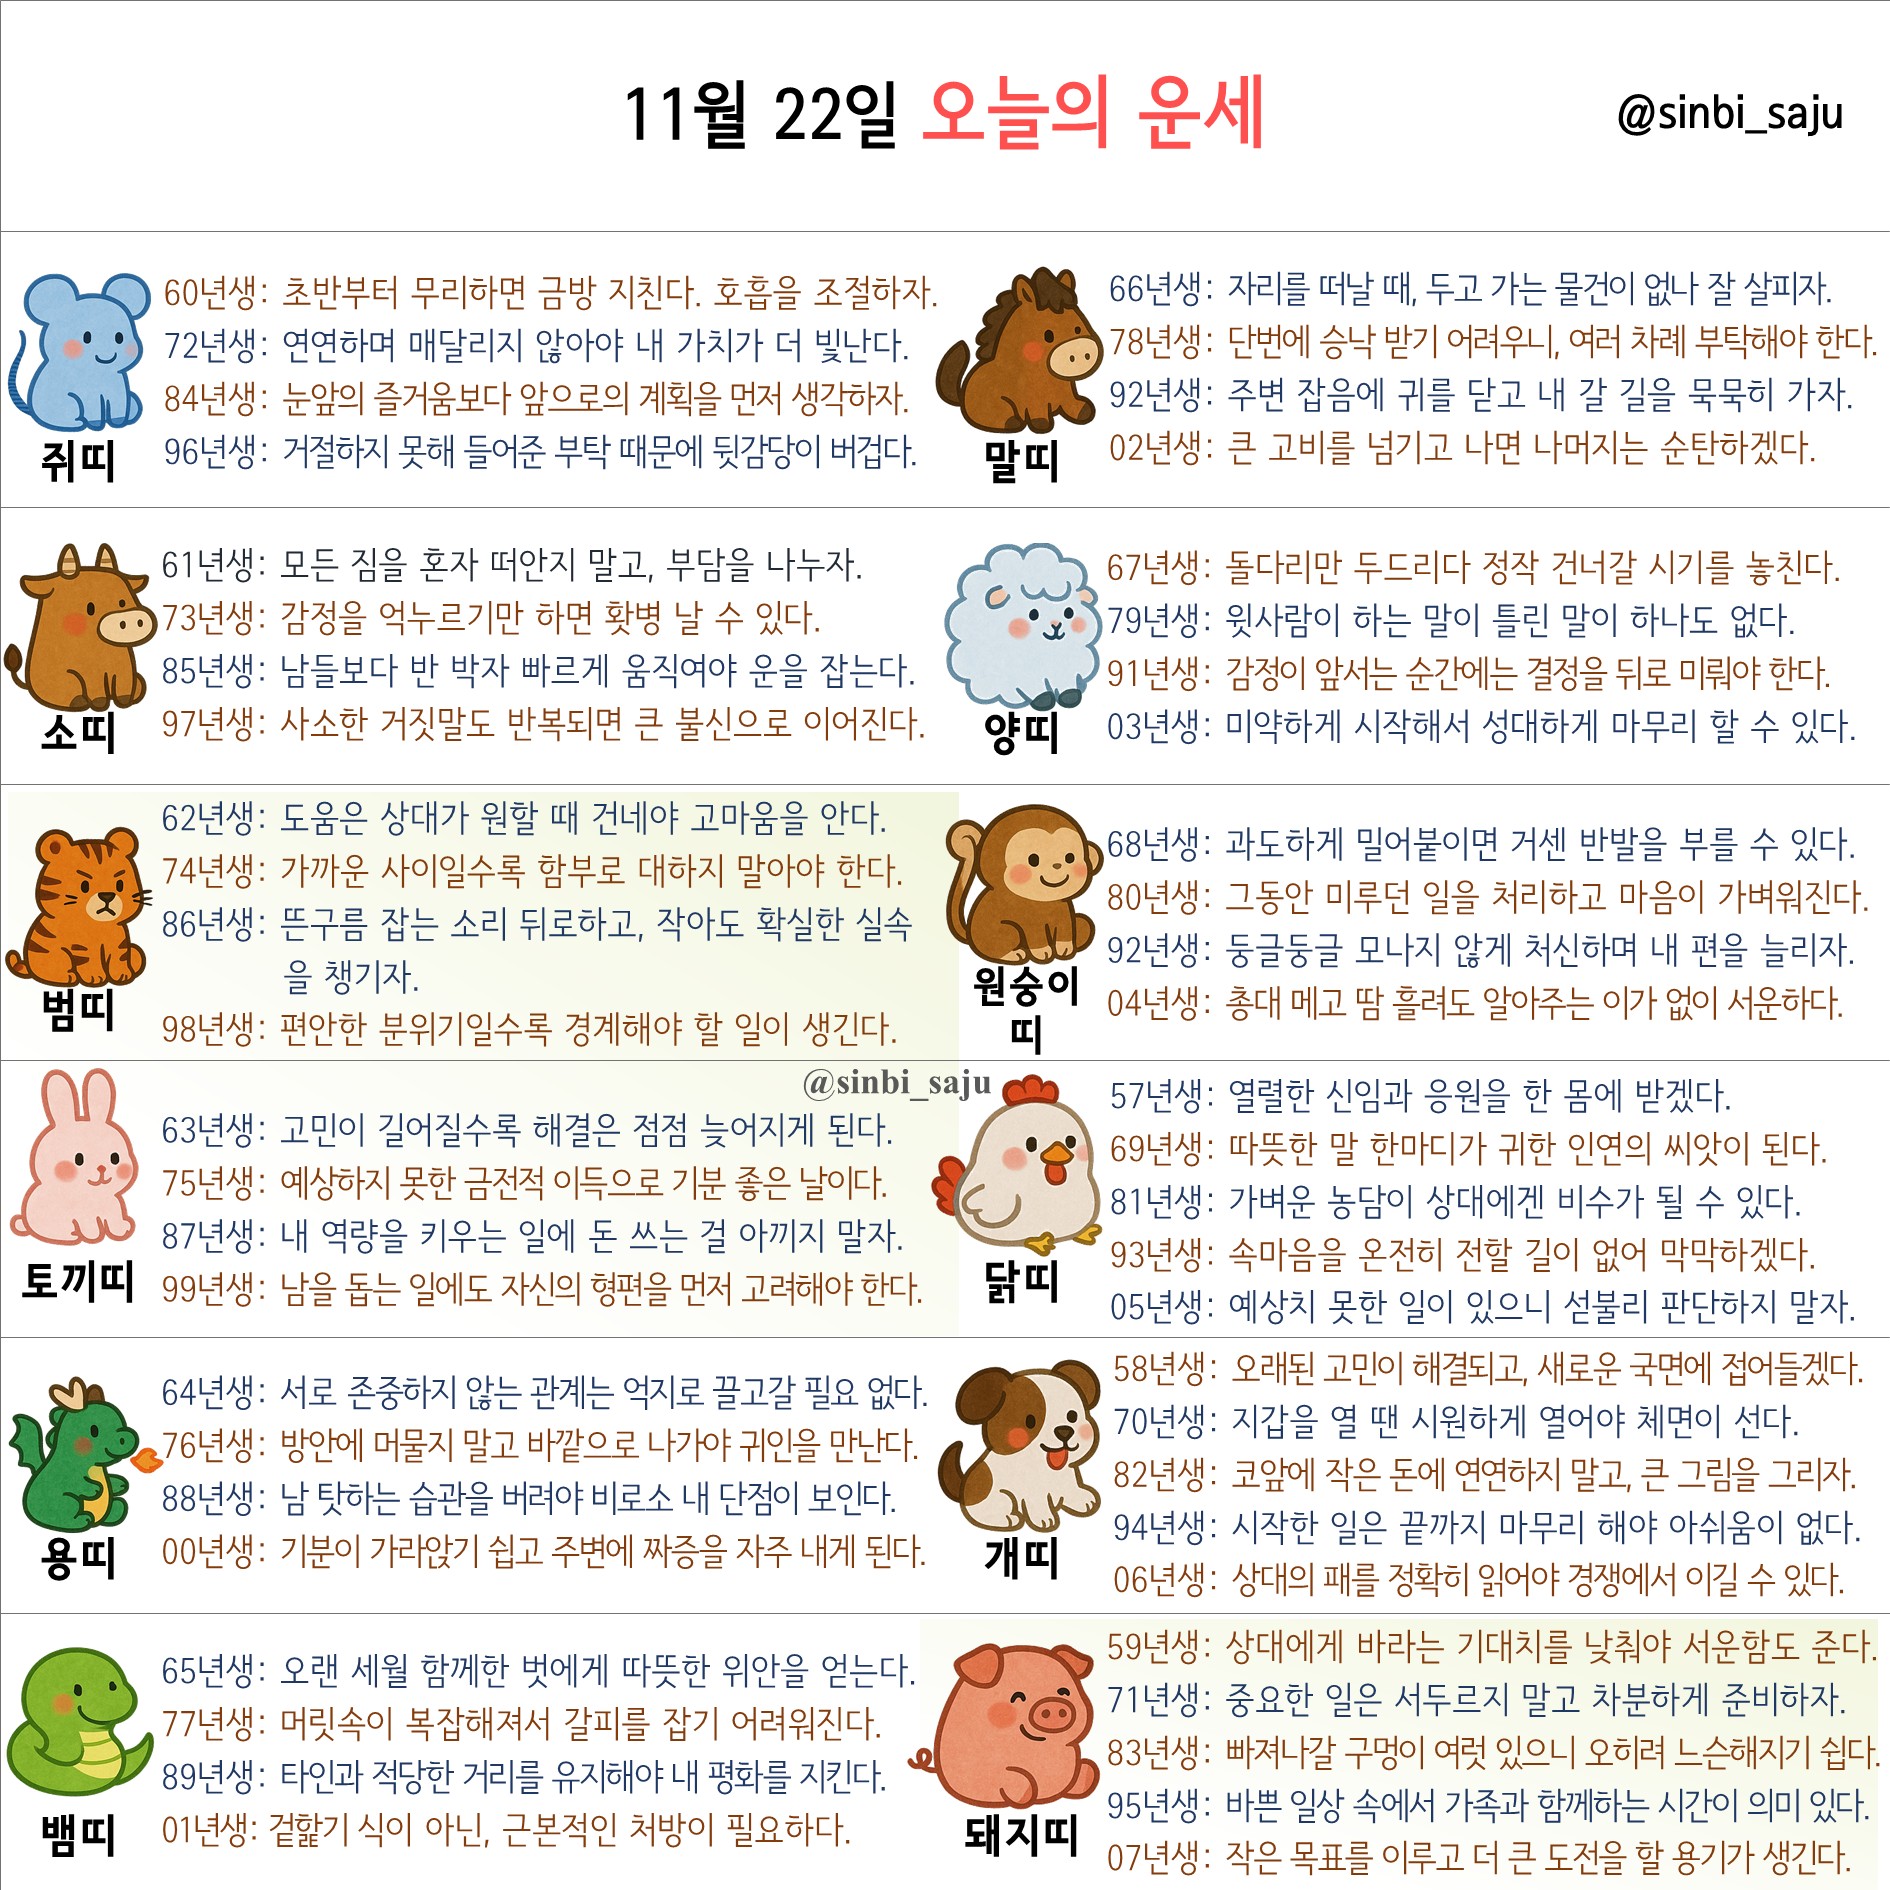 11월 22일 오늘의 운세
@sinbi_saju
60년생: 초반부터 무리하면 금방 지친다. 호흡을 조절하자.
72년생: 연연하며 매달리지 않아야 내 가치가 더 빛난다.
84년생: 눈앞의 즐거움보다 앞으로의 계획을 먼저 생각하자.
96년생: 거절하지 못해 들어준 부탁 때문에 뒷감당이 버겁다.
쥐띠
66년생: 자리를 떠날 때, 두고 가는 물건이 없나 잘 살피자.
78년생: 단번에 승낙 받기 어려우니, 여러 차례 부탁해야 한다.
92년생: 주변 잡음에 귀를 닫고 내 갈 길을 묵묵히 가자.
02년생: 큰 고비를 넘기고 나면 나머지는 순탄하겠다.
말띠
61년생: 모든 짐을 혼자 떠안지 말고, 부담을 나누자.
73년생: 감정을 억누르기만 하면 홧병 날 수 있다.
85년생: 남들보다 반 박자 빠르게 움직여야 운을 잡는다.
97년생: 사소한 거짓말도 반복되면 큰 불신으로 이어진다.
소띠
67년생: 돌다리만 두드리다 정작 건너갈 시기를 놓친다.
79년생: 윗사람이 하는 말이 틀린 말이 하나도 없다.
91년생: 감정이 앞서는 순간에는 결정을 뒤로 미뤄야 한다.
03년생: 미약하게 시작해서 성대하게 마무리 할 수 있다.
양띠
62년생: 도움은 상대가 원할 때 건네야 고마움을 안다.
74년생: 가까운 사이일수록 함부로 대하지 말아야 한다.
86년생: 뜬구름 잡는 소리 뒤로하고, 작아도 확실한 실속
을 챙기자.
98년생: 편안한 분위기일수록 경계해야 할 일이 생긴다.
범띠
68년생: 과도하게 밀어붙이면 거센 반발을 부를 수 있다.
80년생: 그동안 미루던 일을 처리하고 마음이 가벼워진다.
92년생: 둥글둥글 모나지 않게 처신하며 내 편을 늘리자.
04년생: 총대 메고 땀 흘려도 알아주는 이가 없이 서운하다.
원숭이
띠
@sinbi_saju
63년생: 고민이 길어질수록 해결은 점점 늦어지게 된다.
75년생: 예상하지 못한 금전적 이득으로 기분 좋은 날이다.
87년생: 내 역량을 키우는 일에 돈 쓰는 걸 아끼지 말자.
99년생: 남을 돕는 일에도 자신의 형편을 먼저 고려해야 한다.
토끼띠
57년생: 열렬한 신임과 응원을 한 몸에 받겠다.
69년생: 따뜻한 말 한마디가 귀한 인연의 씨앗이 된다.
81년생: 가벼운 농담이 상대에겐 비수가 될 수 있다.
93년생: 속마음을 온전히 전할 길이 없어 막막하겠다.
05년생: 예상치 못한 일이 있으니 섣불리 판단하지 말자.
닭띠
64년생: 서로 존중하지 않는 관계는 억지로 끌고갈 필요 없다.
76년생: 방안에 머물지 말고 바깥으로 나가야 귀인을 만난다.
88년생: 남 탓하는 습관을 버려야 비로소 내 단점이 보인다.
00년생: 기분이 가라앉기 쉽고 주변에 짜증을 자주 내게 된다.
용띠
58년생: 오래된 고민이 해결되고, 새로운 국면에 접어들겠다.
70년생: 지갑을 열 땐 시원하게 열어야 체면이 선다.
82년생: 코앞에 작은 돈에 연연하지 말고, 큰 그림을 그리자.
94년생: 시작한 일은 끝까지 마무리 해야 아쉬움이 없다.
06년생: 상대의 패를 정확히 읽어야 경쟁에서 이길 수 있다.
개띠
65년생: 오랜 세월 함께한 벗에게 따뜻한 위안을 얻는다.
77년생: 머릿속이 복잡해져서 갈피를 잡기 어려워진다.
89년생: 타인과 적당한 거리를 유지해야 내 평화를 지킨다.
01년생: 겉핥기 식이 아닌, 근본적인 처방이 필요하다.
뱀띠
59년생: 상대에게 바라는 기대치를 낮춰야 서운함도 준다.
71년생: 중요한 일은 서두르지 말고 차분하게 준비하자.
83년생: 빠져나갈 구멍이 여럿 있으니 오히려 느슨해지기 쉽다.
95년생: 바쁜 일상 속에서 가족과 함께하는 시간이 의미 있다.
07년생: 작은 목표를 이루고 더 큰 도전을 할 용기가 생긴다.
돼지띠